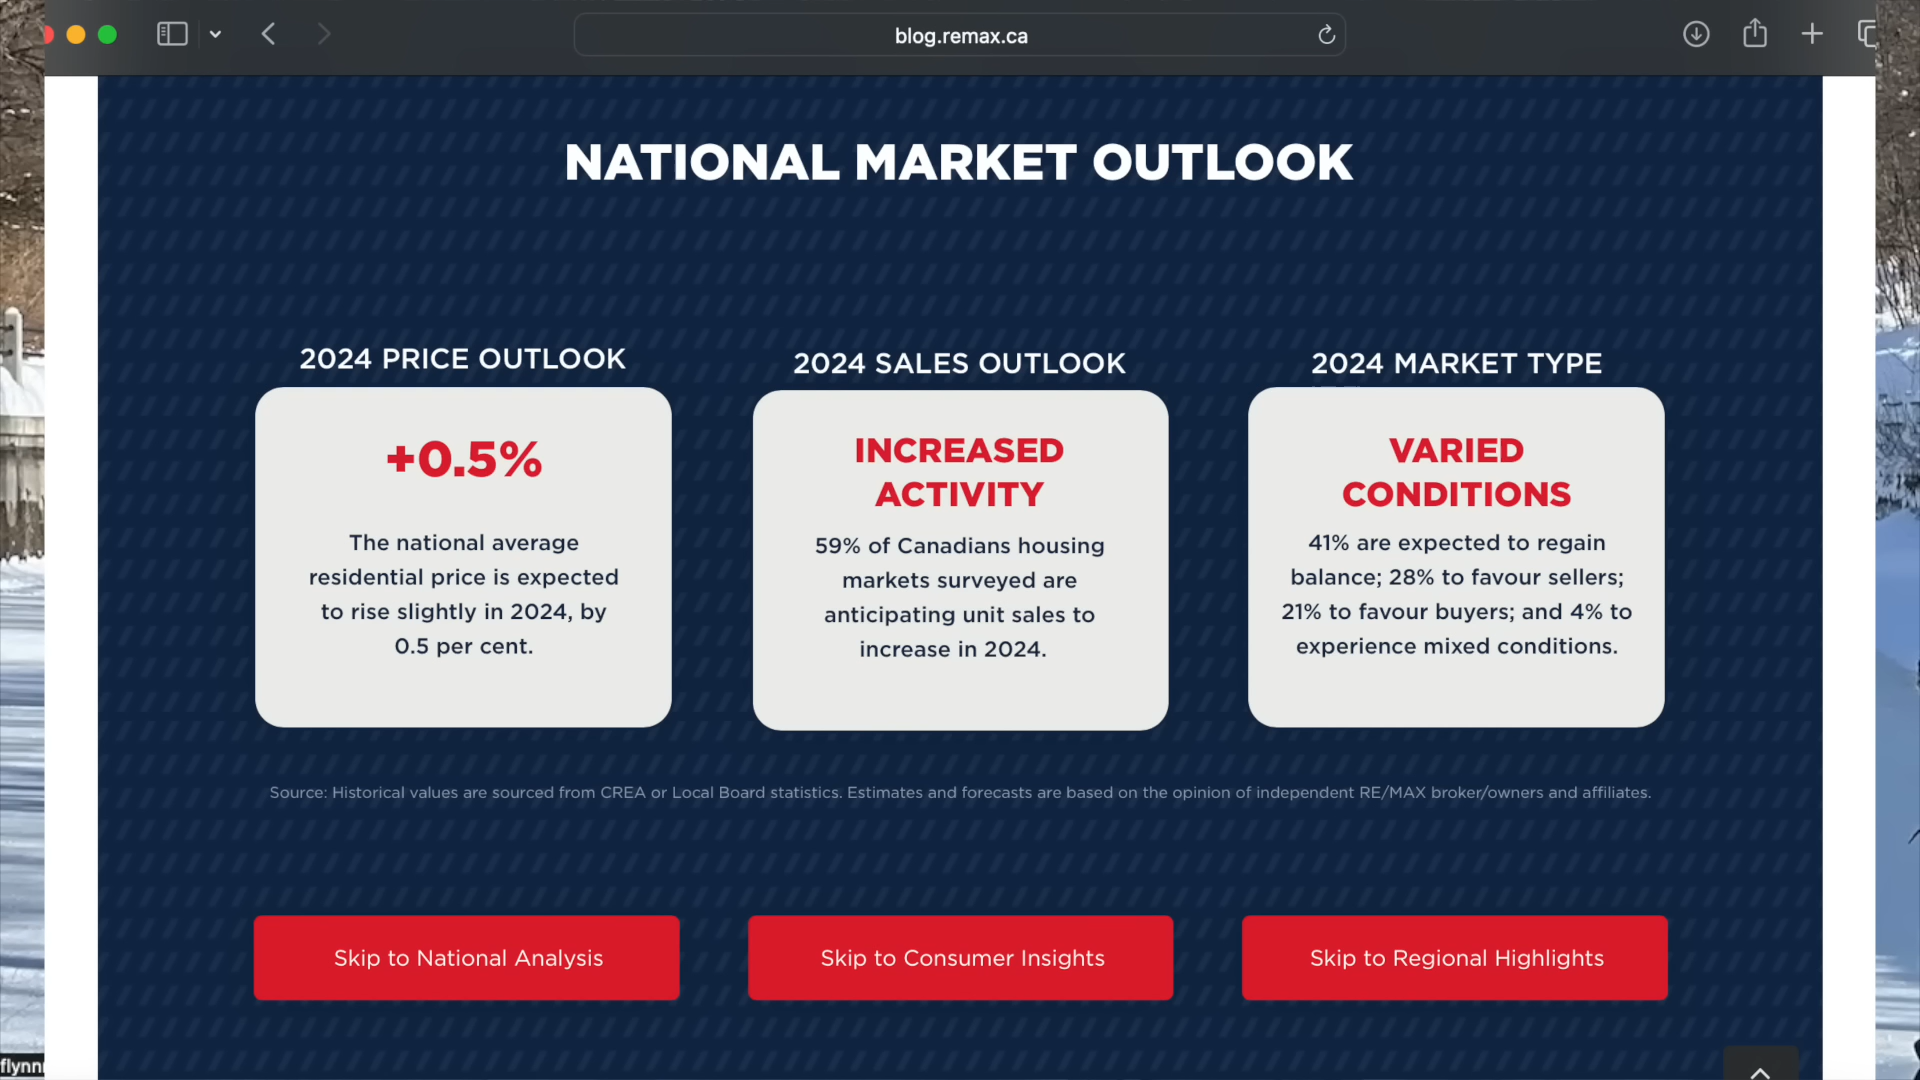 blog.remax.ca
NATIONAL MARKET OUTLOOK
2024 PRICE OUTLOOK
+0.5%
The national average
residential price is expected
to rise slightly in 2024, by
0.5 per cent.
2024 SALES OUTLOOK
INCREASED
ACTIVITY
59% of Canadians housing
markets surveyed are
anticipating unit sales to
increase in 2024.
2024 MARKET TYPE
VARIED
CONDITIONS
41% are expected to regain
balance; 28% to favour sellers;
21% to favour buyers; and 4% to
experience mixed conditions.
Source: Historical values are sourced from CREA or Local Board statistics. Estimates and forecasts are based on the opinion of independent RE/MAX broker/owners and affiliates.
Skip to National Analysis
Skip to Consumer Insights
Skip to Regional Highlights